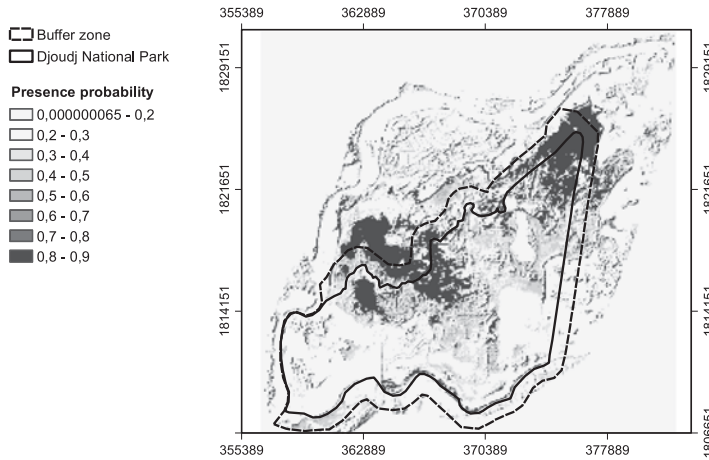 355389 362889 370389 377889
Buffer zone
Djoudj National Park
Presence probability
0,000000065 - 0,2
0,2 - 0,3
0,3 - 0,4
0,4 - 0,5
0,5 - 0,6
0,6 - 0,7
0,7 - 0,8
0,8 - 0,9
1829151 1829151
1821651 1821651
1814151 1814151
1806651
355389 362889 370389 377889